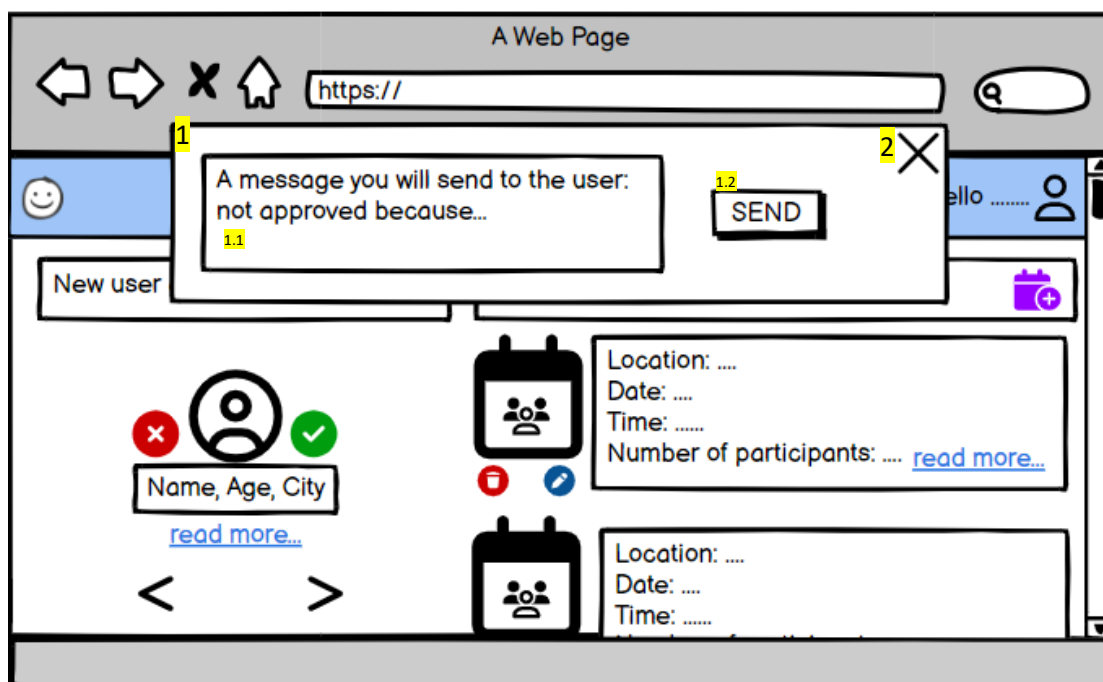 A Web Page
https://
1
2
A message you will send to the user:
not approved because...
1.1
1.2
SEND
ello ........
New user
Location: ....
Date: ....
Time: ......
Number of participants: .... read more...
Name, Age, City
read more...
< >
Location: ....
Date: ....
Time: ......